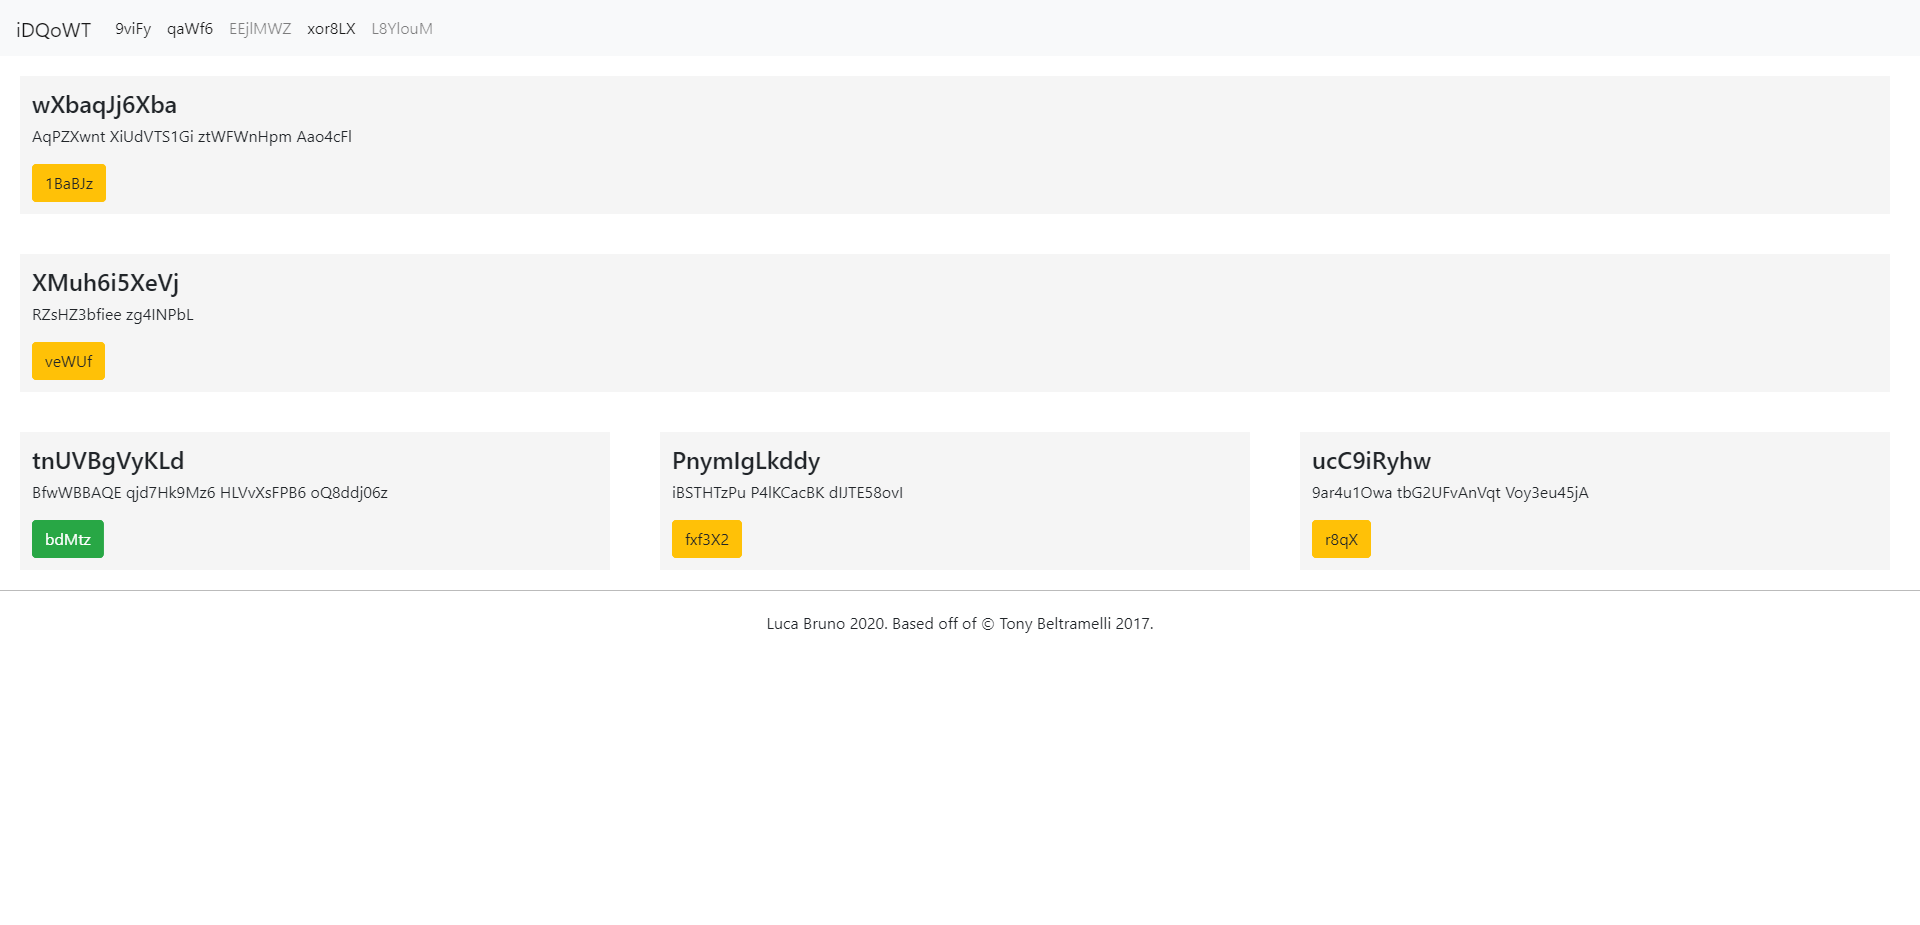 iDQoWT 9viFy qaWf6 EEjlMWZ xor8LX L8YlouM
wXbaqJj6Xba
AqPZXwnt XiUdVTS1Gi ztWFWnHpm Aao4cFl
1BaBJz
XMuh6i5XeVj
RZsHZ3bfiee zg4INPbL
veWUf
tnUVBgVyKLd
BfwWBBAQE qjd7Hk9Mz6 HLVvXsFPB6 oQ8ddj06z
bdMtz
PnymIgLkddy
iBSTHTzPu P4lKCacBK dIJTE58ovI
fxf3X2
ucC9iRyhw
9ar4u1Owa tbG2UFvAnVqt Voy3eu45jA
r8qX
Luca Bruno 2020. Based off of © Tony Beltramelli 2017.